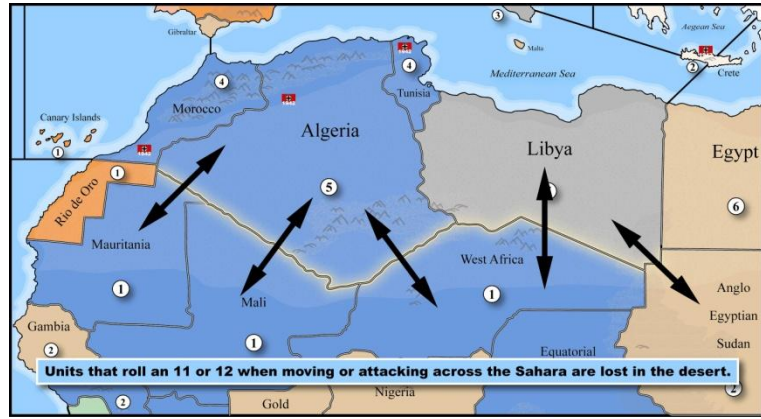 Gibraltar
3
Aegean Sea
Malta
2
Crete
4
4
Mediterranean Sea
Morocco
Tunisia
Canary Islands
1
Algeria
Libya
Egypt
1
Rio de Oro
5
6
Mauritania
West Africa
1
Mali
1
Anglo
Egyptian
Sudan
Gambia
2
1
Equatorial
Units that roll an 11 or 12 when moving or attacking across the Sahara are lost in the desert.
2
Gold
Nigeria
2